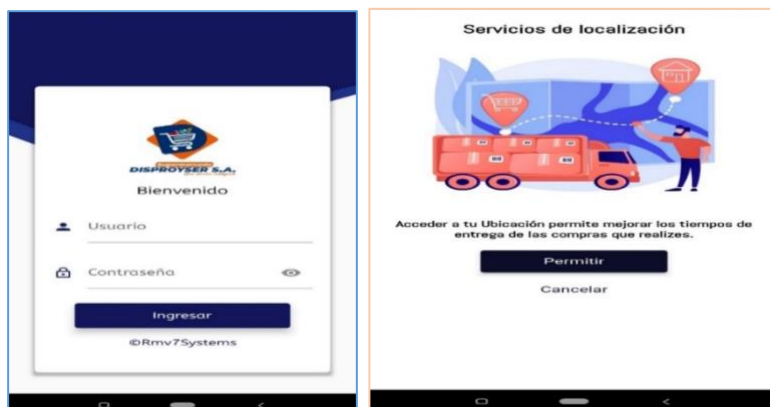 DISPROYSER S.A.
Bienvenido
Usuario
Contraseña
Ingresar
©Rmv7Systems
Servicios de localización
Acceder a tu Ubicación permite mejorar los tiempos de
entrega de las compras que realizes.
Permitir
Cancelar